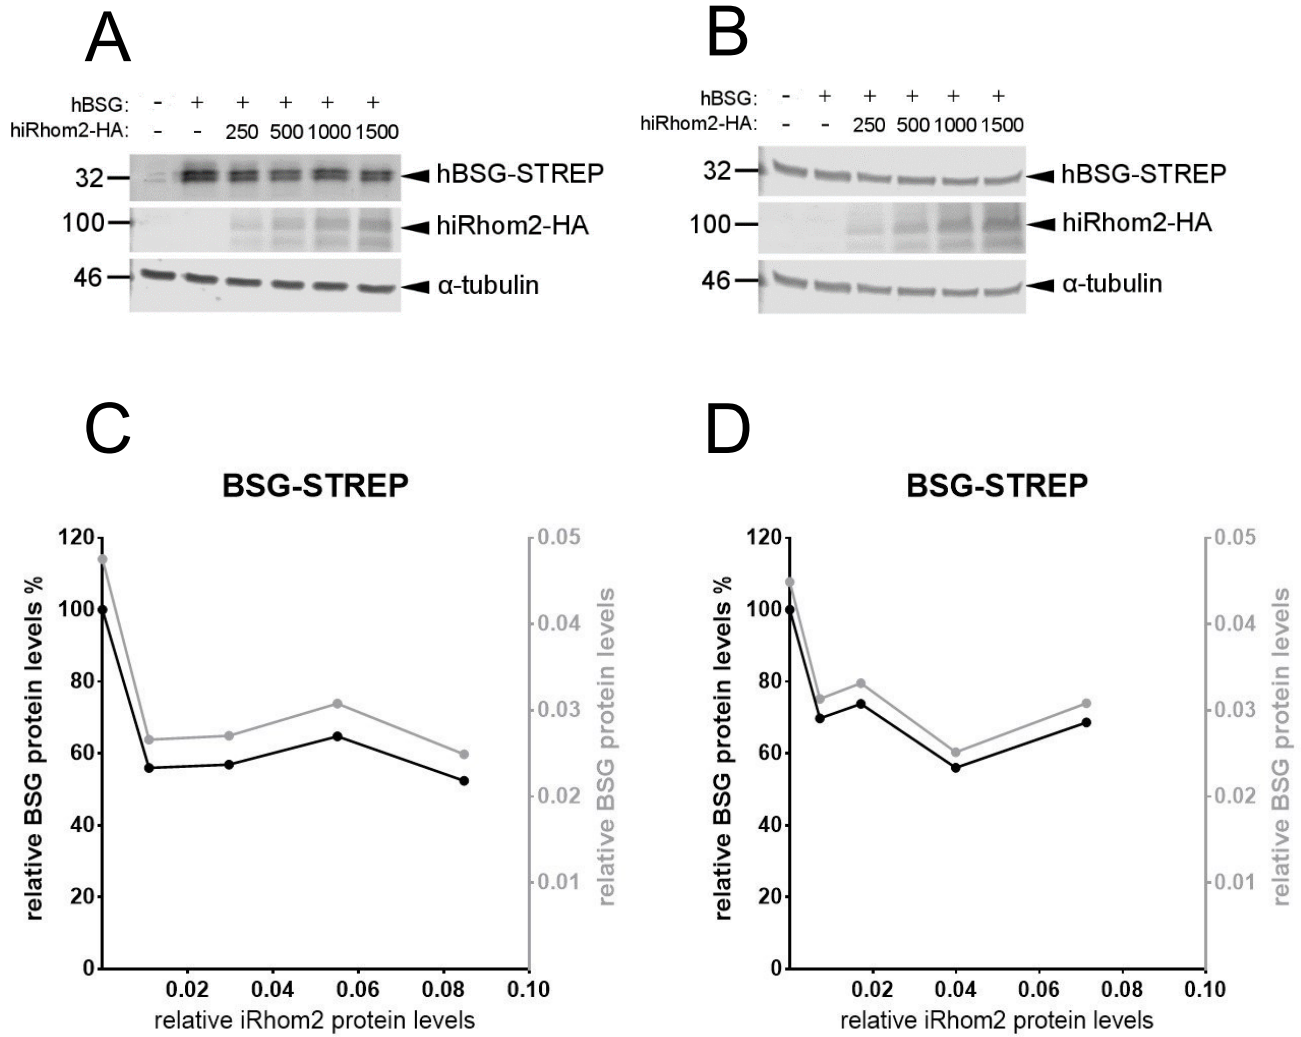 A
hBSG: - + + + + +
hiRhom2-HA: - - 250 500 1000 1500
32 hBSG-STREP
100 hiRhom2-HA
46 α-tubulin
B
hBSG: - + + + + +
hiRhom2-HA: - - 250 500 1000 1500
32 hBSG-STREP
100 hiRhom2-HA
46 α-tubulin
C
BSG-STREP
relative BSG protein levels %
120
100
80
60
40
20
0
0.05
0.04
0.03
0.02
0.01
relative BSG protein levels
0.02 0.04 0.06 0.08 0.10
relative iRhom2 protein levels
D
BSG-STREP
relative BSG protein levels %
120
100
80
60
40
20
0
0.05
0.04
0.03
0.02
0.01
relative BSG protein levels
0.02 0.04 0.06 0.08 0.10
relative iRhom2 protein levels